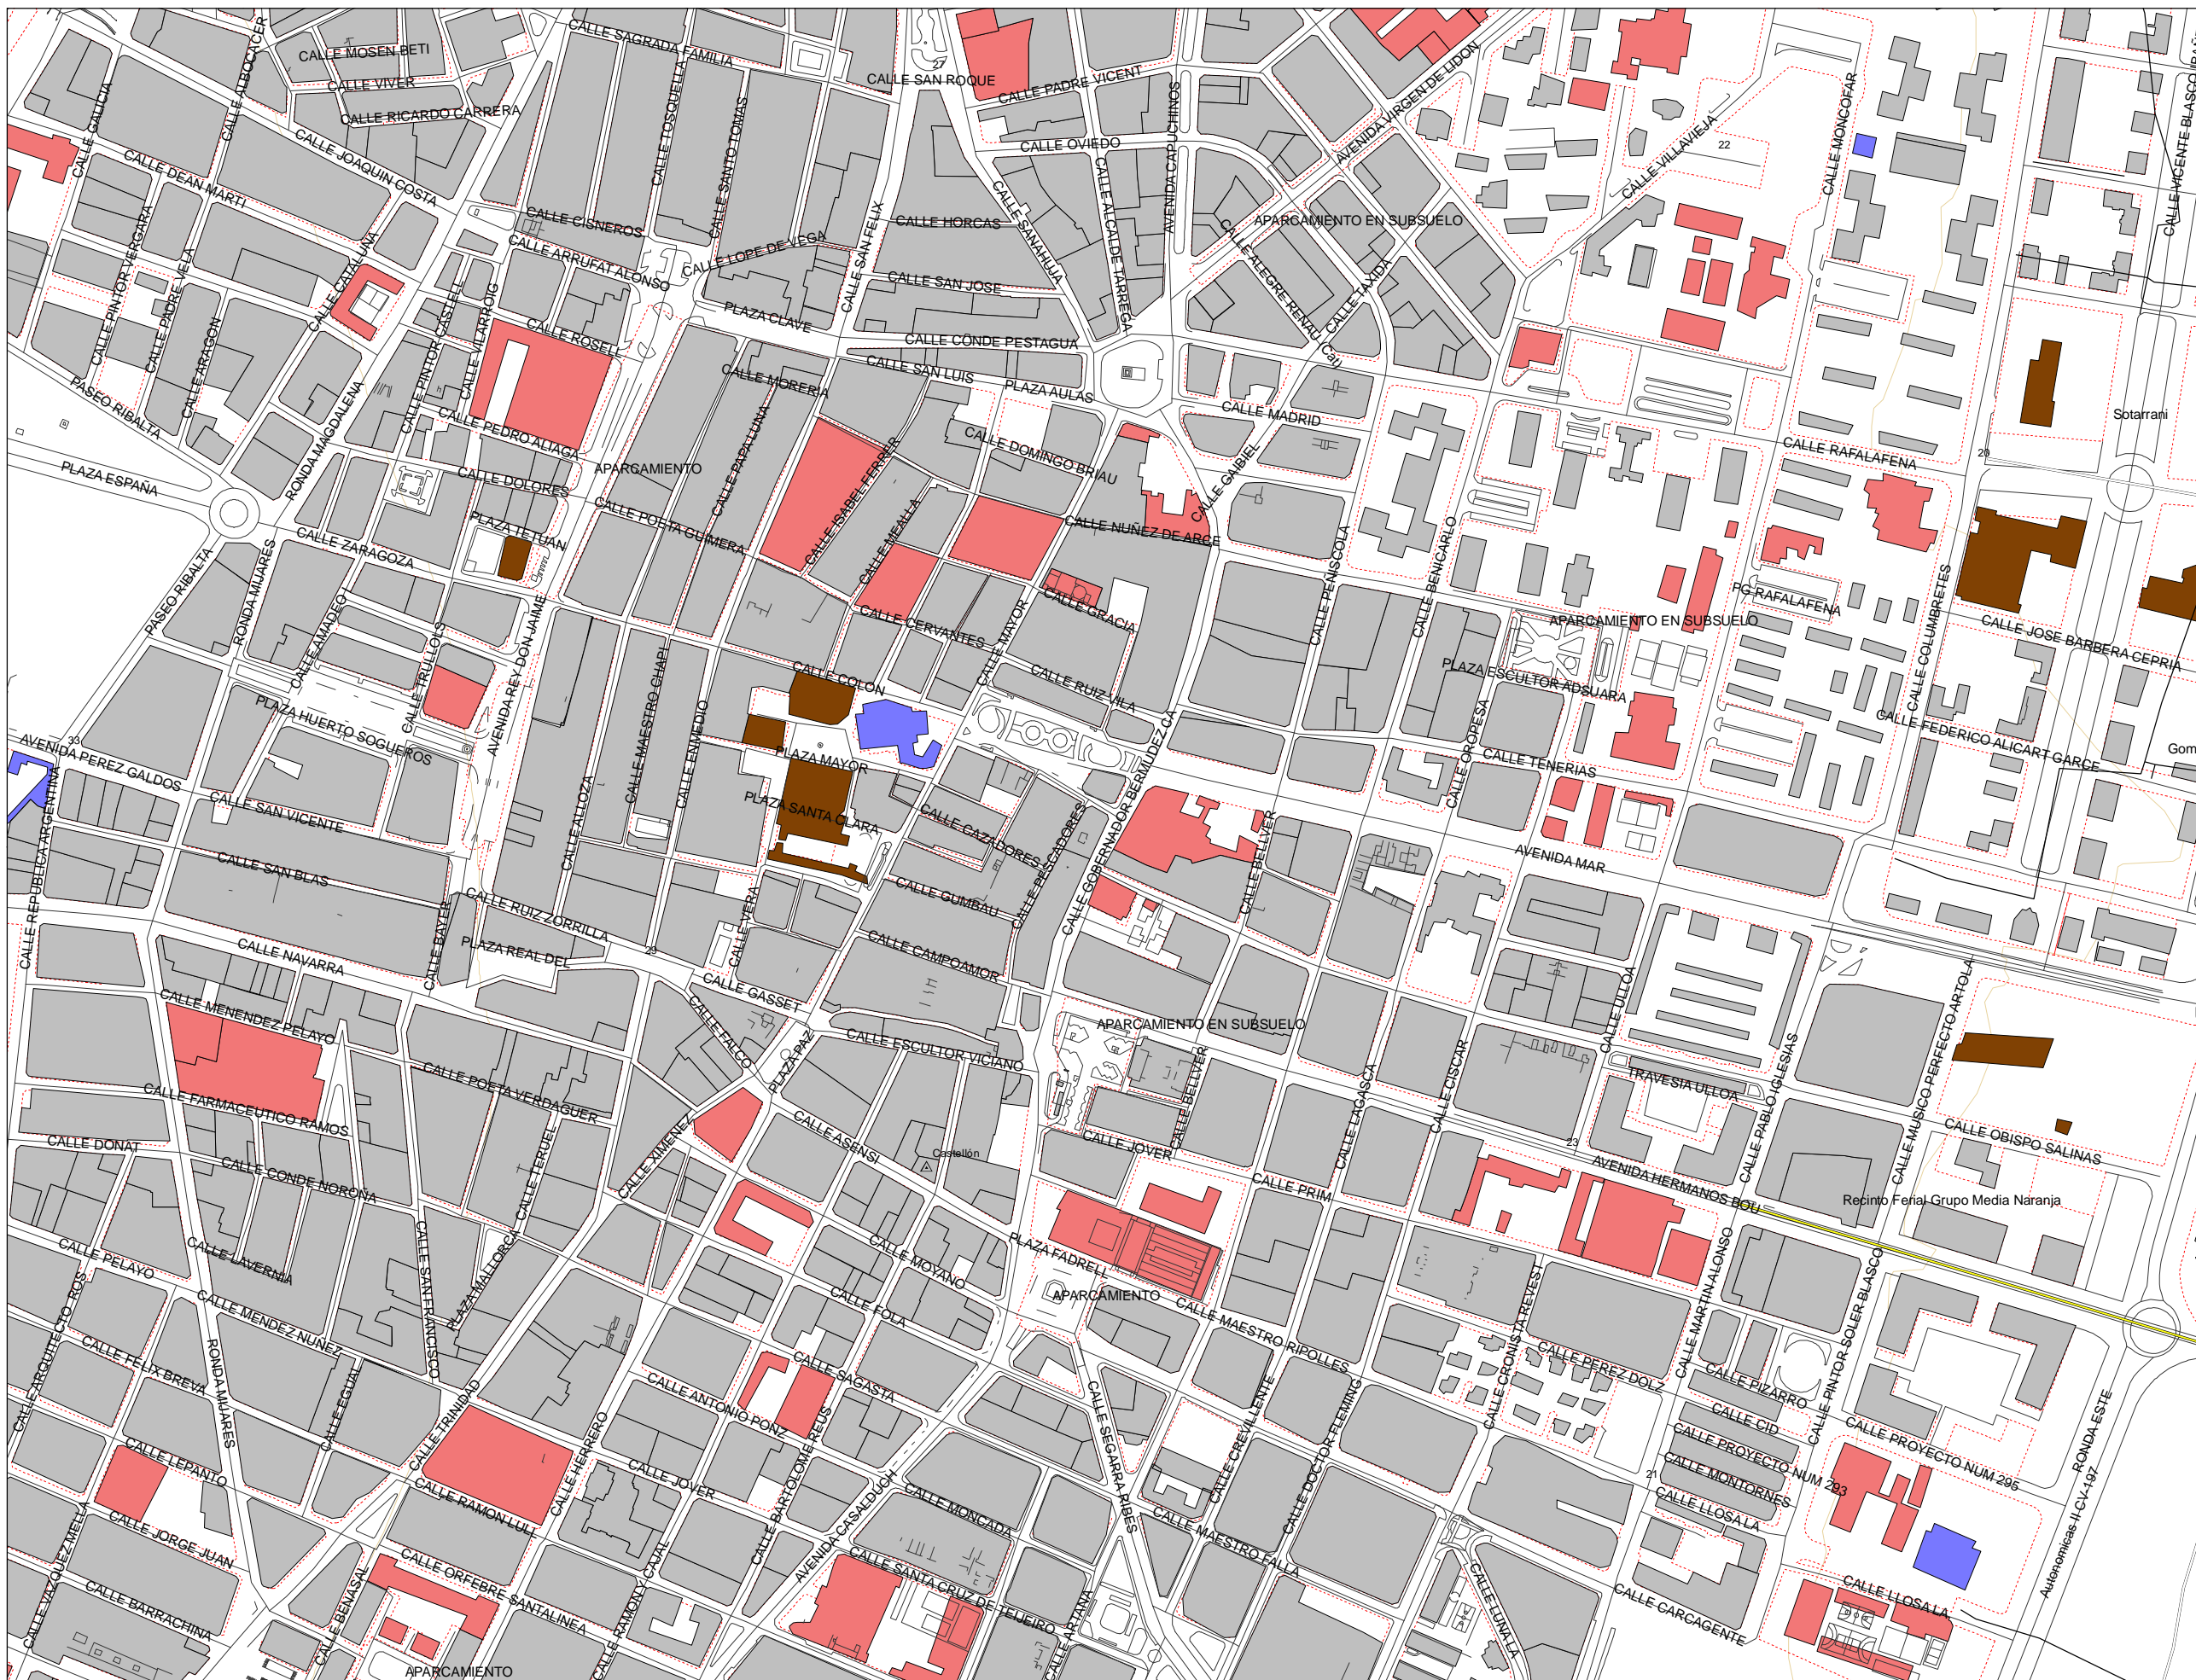 CALLE SAGRADA FAMILIA
CALLE MOSEN BETI
CALLE ALBOCACER
CALLE VIVER
CALLE RICARDO CARRERA
CALLE GALICIA
CALLE JOAQUIN COSTA
CALLE DEAN MARTI
CALLE TOSQUELLA
CALLE SANTO TOMAS
27
CALLE SAN ROQUE
CALLE PADRE VICENT
AVENIDA VIRGEN DE LIDON
CALLE OVIEDO
AVENIDA CAPUCHINOS
CALLE ALCALDE TARREGA
CALLE SANAHUJA
CALLE VILLAVIEJA
22
CALLE MONCOFAR
CALLE CISNEROS
CALLE ARRUFAT ALONSO
CALLE LOPE DE VEGA
CALLE SAN FELIX
CALLE HORCAS
APARCAMIENTO EN SUBSUELO
CALLE ALEGRE RENAU (Cat)
CALLE TAXIDA
CALLE SAN JOSE
CALLE PINTOR VERGARA
CALLE PADRE VELA
CALLE ARAGON
CALLE CATALUÑA
CALLE PINTOR CASTELL
CALLE VILARROIG
CALLE ROSELL
PLAZA CLAVE
CALLE CONDE PESTAGUA
CALLE SAN LUIS
PLAZA AULAS
CALLE MORERIA
PASEO RIBALTA
RONDA MAGDALENA
CALLE PEDRO ALIAGA
CALLE PAPA LUNA
CALLE MADRID
CALLE DOMINGO BRIAU
CALLE GAIBIEL
CALLE RAFALAFENA
Sotarrani
20
PLAZA ESPAÑA
CALLE DOLORES
APARCAMIENTO
CALLE POETA GUIMERA
CALLE ISABEL FERRER
CALLE MEALLA
CALLE NUÑEZ DE ARCE
PLAZA TETUAN
CALLE ZARAGOZA
PASEO RIBALTA
RONDA MIJARES
CALLE AMADEO I
CALLE TRULLOLS
AVENIDA REY DON JAIME
CALLE CERVANTES
CALLE MAYOR
CALLE GRACIA
CALLE PEÑISCOLA
CALLE BENICARLO
PG RAFALAFENA
APARCAMIENTO EN SUBSUELO
CALLE COLUMBRETES
CALLE JOSE BARBERA CEPRIA
PLAZA ESCULTOR ADSUARA
CALLE COLON
CALLE RUIZ VILA
PLAZA HUERTO SOGUEROS
CALLE MAESTRO CHAPI
CALLE ENMEDIO
CALLE OROPESA
CALLE FEDERICO ALICART GARCE
Gom
33
AVENIDA PEREZ GALDOS
PLAZA MAYOR
CALLE GOBERNADOR BERMUDEZ CA
CALLE TENERIAS
CALLE SAN VICENTE
CALLE ALLOZA
PLAZA SANTA CLARA
CALLE CAZADORES
CALLE PESCADORES
CALLE BELLVER
AVENIDA MAR
CALLE REPUBLICA ARGENTINA
CALLE SAN BLAS
CALLE GUMBAU
CALLE BAYER
CALLE RUIZ ZORRILLA
PLAZA REAL DEL
29
CALLE VERA
CALLE CAMPOAMOR
CALLE NAVARRA
CALLE GASSET
CALLE FALCO
PLAZA PAZ
CALLE ESCULTOR VICIANO
APARCAMIENTO EN SUBSUELO
CALLE ULLOA
CALLE MUSICO PERFECTO ARTOLA
CALLE MENENDEZ PELAYO
CALLE POETA VERDAGUER
CALLE BELLVER
CALLE LAGASCA
CALLE CISCAR
TRAVESIA ULLOA
CALLE PABLO IGLESIAS
CALLE FARMACEUTICO RAMOS
CALLE DONAT
CALLE CONDE NOROÑA
CALLE TERUEL
CALLE XIMENEZ
CALLE ASENSI
Castellón
CALLE JOVER
23
CALLE OBISPO SALINAS
AVENIDA HERMANOS BOU
CALLE PRIM
Recinto Ferial Grupo Media Naranja
CALLE PELAYO
CALLE LAVERNIA
CALLE SAN FRANCISCO
PLAZA MALLORCA
CALLE MOYANO
PLAZA FADRELL
APARCAMIENTO
CALLE MAESTRO RIPOLLES
CALLE ARQUITECTO ROS
CALLE MENDEZ NUÑEZ
CALLE FOLA
CALLE CRONISTA REVEST
CALLE MARTIN ALONSO
CALLE PINTOR SOLER BLASCO
CALLE FELIX BREVA
RONDA MIJARES
CALLE EGUAL
CALLE TRINIDAD
CALLE SAGASTA
CALLE ANTONIO PONZ
CALLE PEREZ DOLZ
CALLE PIZARRO
CALLE CID
CALLE PROYECTO NUM 295
CALLE PROYECTO NUM 293
CALLE MONTORNES
CALLE LLOSA LA
21
RONDA ESTE
CALLE LEPANTO
CALLE RAMON LULL
CALLE HERRERO
CALLE JOVER
CALLE BARTOLOME REUS
AVENIDA CASALDUCH
CALLE MONCADA
CALLE SEGARRA RIBES
CALLE CREVILLENTE
CALLE DOCTOR FLEMING
CALLE MAESTRO FALLA
CALLE VAZQUEZ MELLA
CALLE JORGE JUAN
CALLE BARRACHINA
CALLE BENASAL
CALLE ORFEBRE SANTALINEA
CALLE RAMON Y CAJAL
CALLE SANTA CRUZ DE TEIJEIRO
CALLE ARTANA
CALLE LUNA LA
CALLE CARCAGENTE
CALLE LLOSA LA
Autonomicas II CV-197
APARCAMIENTO